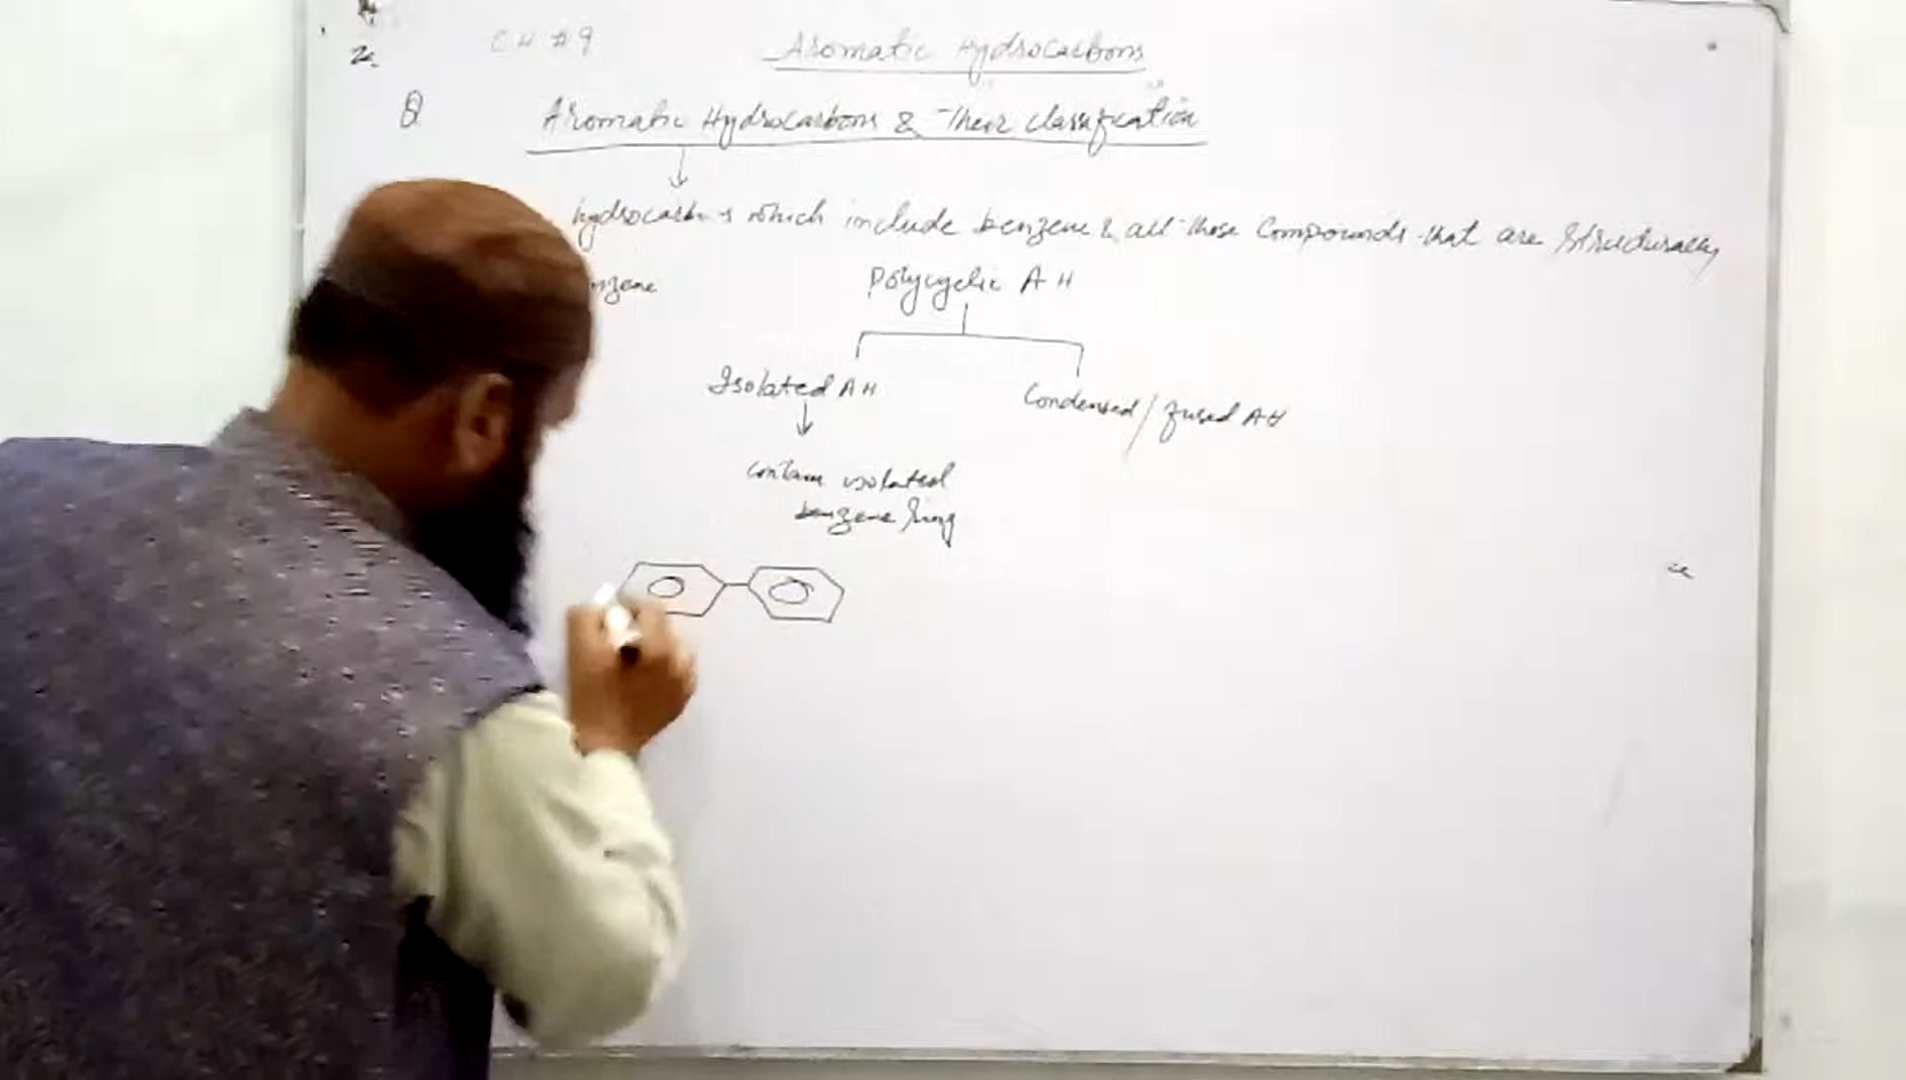 CH #9
Aromatic Hydrocarbons
Q
Aromatic Hydrocarbons & Their classification
hydrocarbons which include benzene & all those Compounds that are Structurally
nzene
Polycyclic A H
Isolated A H
Condensed / fused A H
contain isolated
benzene ring